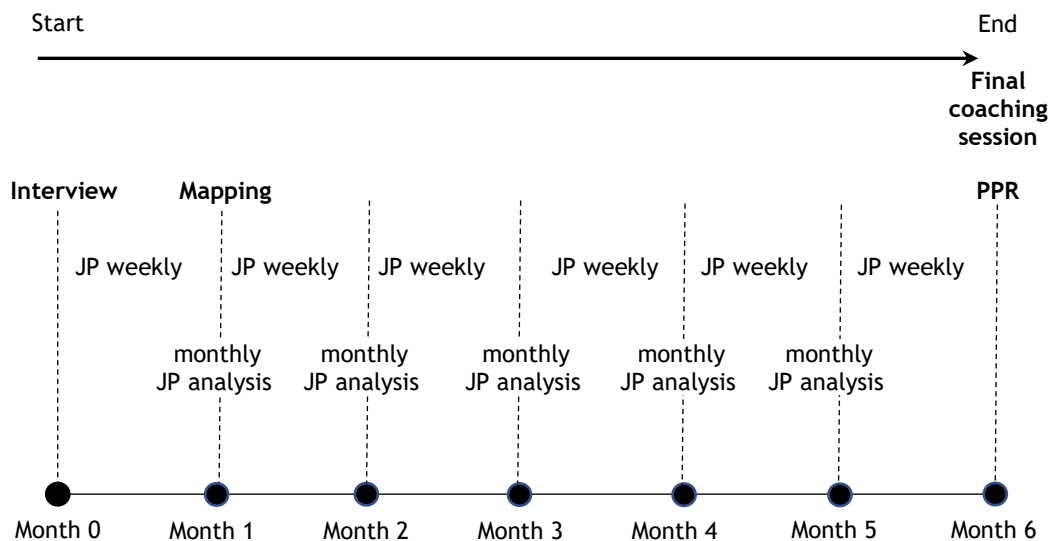 Start
End
Final
coaching
session
Interview
Mapping
PPR
JP weekly
JP weekly
JP weekly
JP weekly
JP weekly
JP weekly
monthly
JP analysis
monthly
JP analysis
monthly
JP analysis
monthly
JP analysis
monthly
JP analysis
Month 0
Month 1
Month 2
Month 3
Month 4
Month 5
Month 6